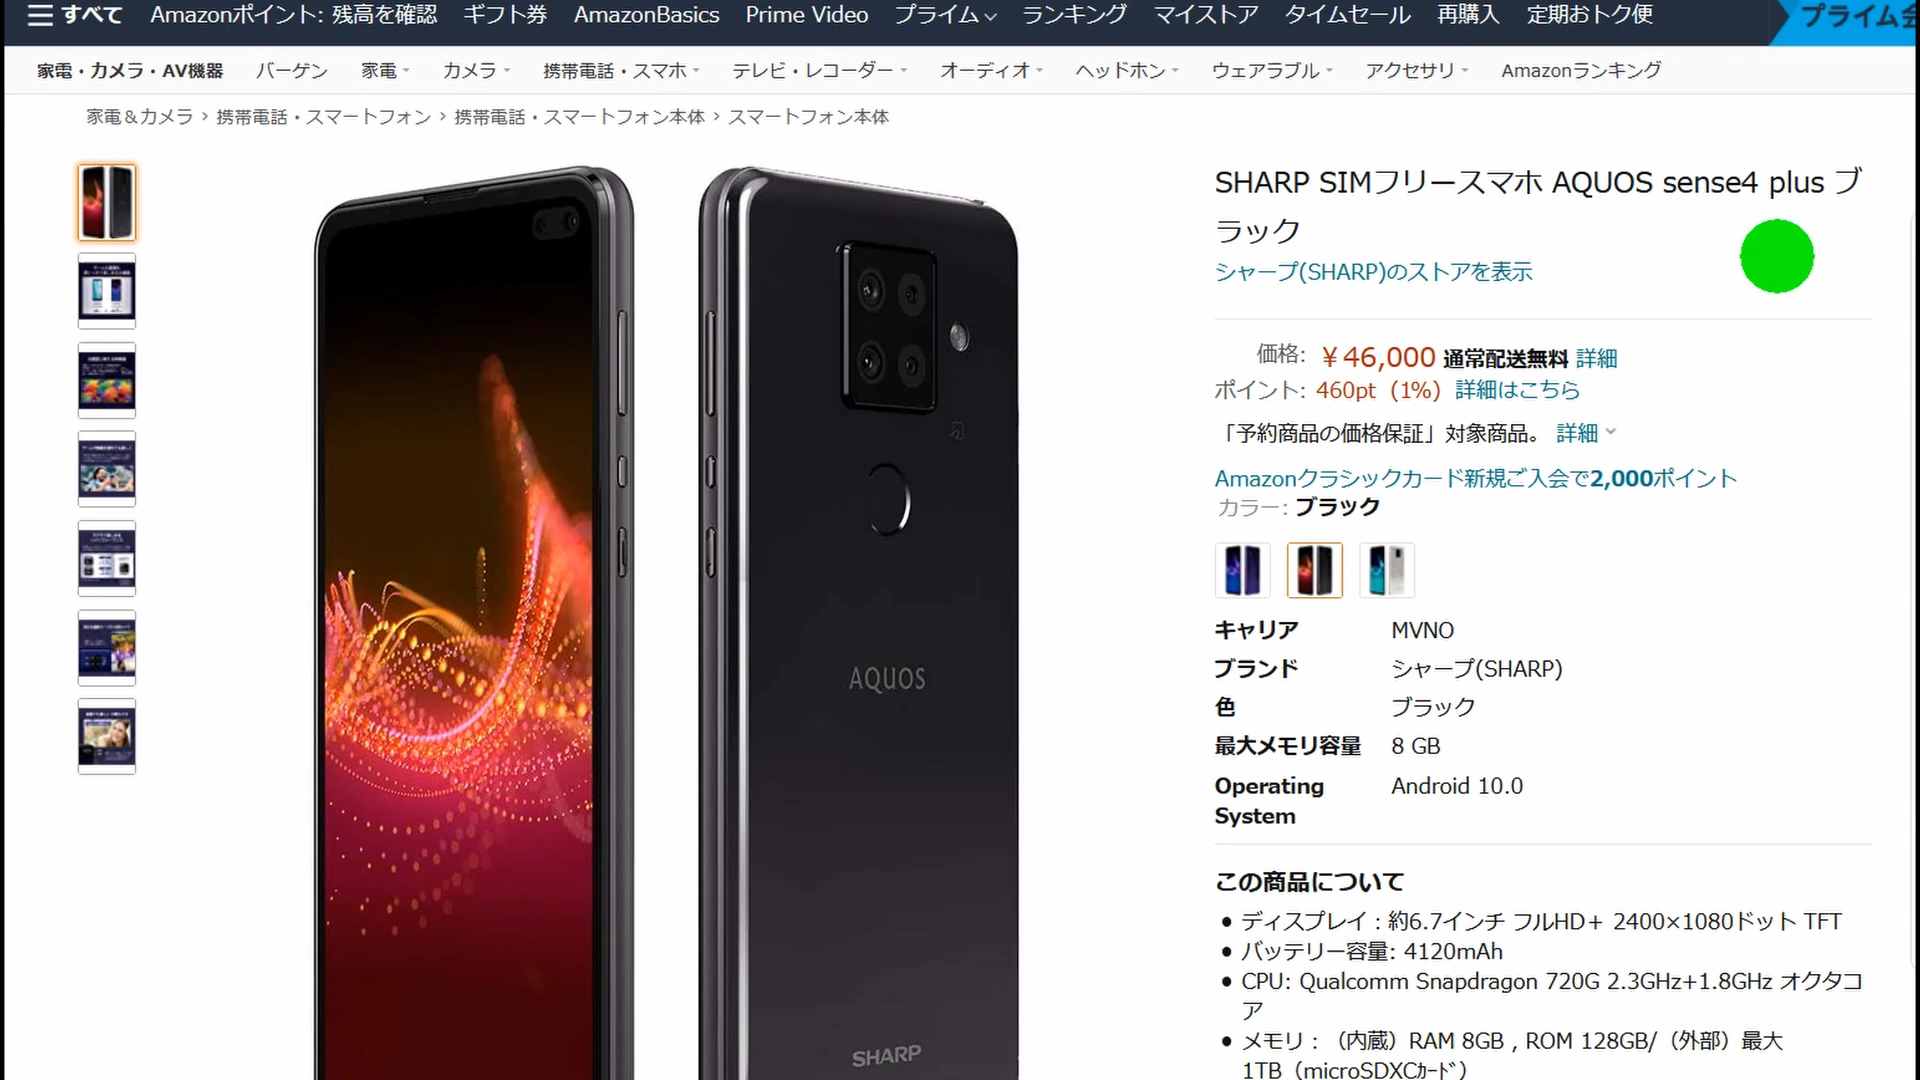 すべて Amazonポイント: 残高を確認 ギフト券 AmazonBasics Prime Video プライム ランキング マイストア タイムセール 再購入 定期おトク便 プライム会
家電・カメラ・AV機器 バーゲン 家電 カメラ 携帯電話・スマホ テレビ・レコーダー オーディオ ヘッドホン ウェアラブル アクセサリ Amazonランキング
家電＆カメラ › 携帯電話・スマートフォン › 携帯電話・スマートフォン本体 › スマートフォン本体
AQUOS
SHARP
SHARP SIMフリースマホ AQUOS sense4 plus ブ
ラック
シャープ(SHARP)のストアを表示
価格: ￥46,000 通常配送無料 詳細
ポイント: 460pt (1%) 詳細はこちら
「予約商品の価格保証」対象商品。 詳細
Amazonクラシックカード新規ご入会で2,000ポイント
カラー: ブラック
キャリア MVNO
ブランド シャープ(SHARP)
色 ブラック
最大メモリ容量 8 GB
Operating Android 10.0
System
この商品について
● ディスプレイ：約6.7インチ フルHD＋ 2400×1080ドット TFT
● バッテリー容量: 4120mAh
● CPU: Qualcomm Snapdragon 720G 2.3GHz+1.8GHz オクタコ
ア
● メモリ：（内蔵）RAM 8GB , ROM 128GB/（外部）最大
1TB（microSDXCｶｰﾄﾞ）